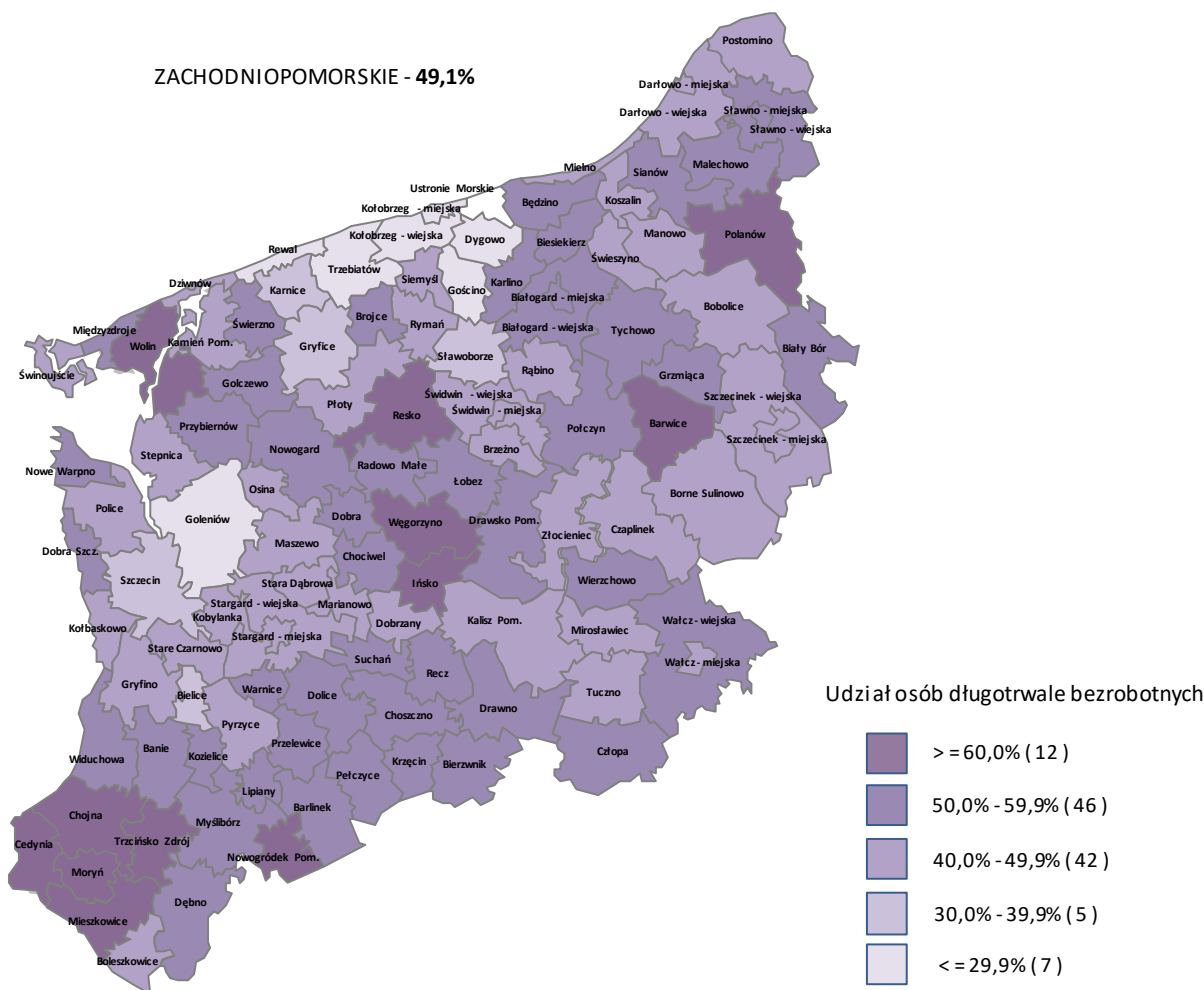 Postomino
ZACHODNIOPOMORSKIE - 49,1%
Darłowo - miejska
Darłowo - wiejska
Sławno - miejska
Sławno - wiejska
Mielno
Sianów
Malechowo
Ustronie Morskie
Będzino
Koszalin
Kołobrzeg - miejska
Kołobrzeg - wiejska
Dygowo
Biesiekierz
Manowo
Polanów
Rewal
Świeszyno
Trzebiatów
Dziwnów
Karnice
Siemyśl
Gościno
Karlino
Białogard - miejska
Bobolice
Międzyzdroje
Świerzno
Brojce
Rymań
Białogard - wiejska
Tychowo
Wolin
Kamień Pom.
Gryfice
Sławoborze
Biały Bór
Świnoujście
Golczewo
Rąbino
Grzmiąca
Płoty
Resko
Świdwin - wiejska
Świdwin - miejska
Szczecinek - wiejska
Przybiernów
Połczyn
Barwice
Szczecinek - miejska
Stepnica
Nowogard
Brzeżno
Nowe Warpno
Radowo Małe
Łobez
Osina
Borne Sulinowo
Police
Goleniów
Dobra
Węgorzyno
Drawsko Pom.
Złocieniec
Czaplinek
Dobra Szcz.
Maszewo
Chociwel
Szczecin
Stara Dąbrowa
Ińsko
Wierzchowo
Stargard - wiejska
Marianowo
Kobylanka
Dobrzany
Kalisz Pom.
Wałcz - wiejska
Kołbaskowo
Stargard - miejska
Mirosławiec
Stare Czarnowo
Suchań
Wałcz - miejska
Gryfino
Bielice
Warnice
Dolice
Recz
Tuczno
Udział osób długotrwale bezrobotnych
Pyrzyce
Choszczno
Drawno
Widuchowa
Banie
Kozielice
Przelewice
Człopa
> = 60,0% ( 12 )
Pełczyce
Krzęcin
Bierzwnik
Lipiany
Barlinek
50,0% - 59,9% ( 46 )
Chojna
Myślibórz
Cedynia
Trzcińsko Zdrój
Nowogródek Pom.
40,0% - 49,9% ( 42 )
Moryń
Dębno
Mieszkowice
30,0% - 39,9% ( 5 )
Boleszkowice
< = 29,9% ( 7 )